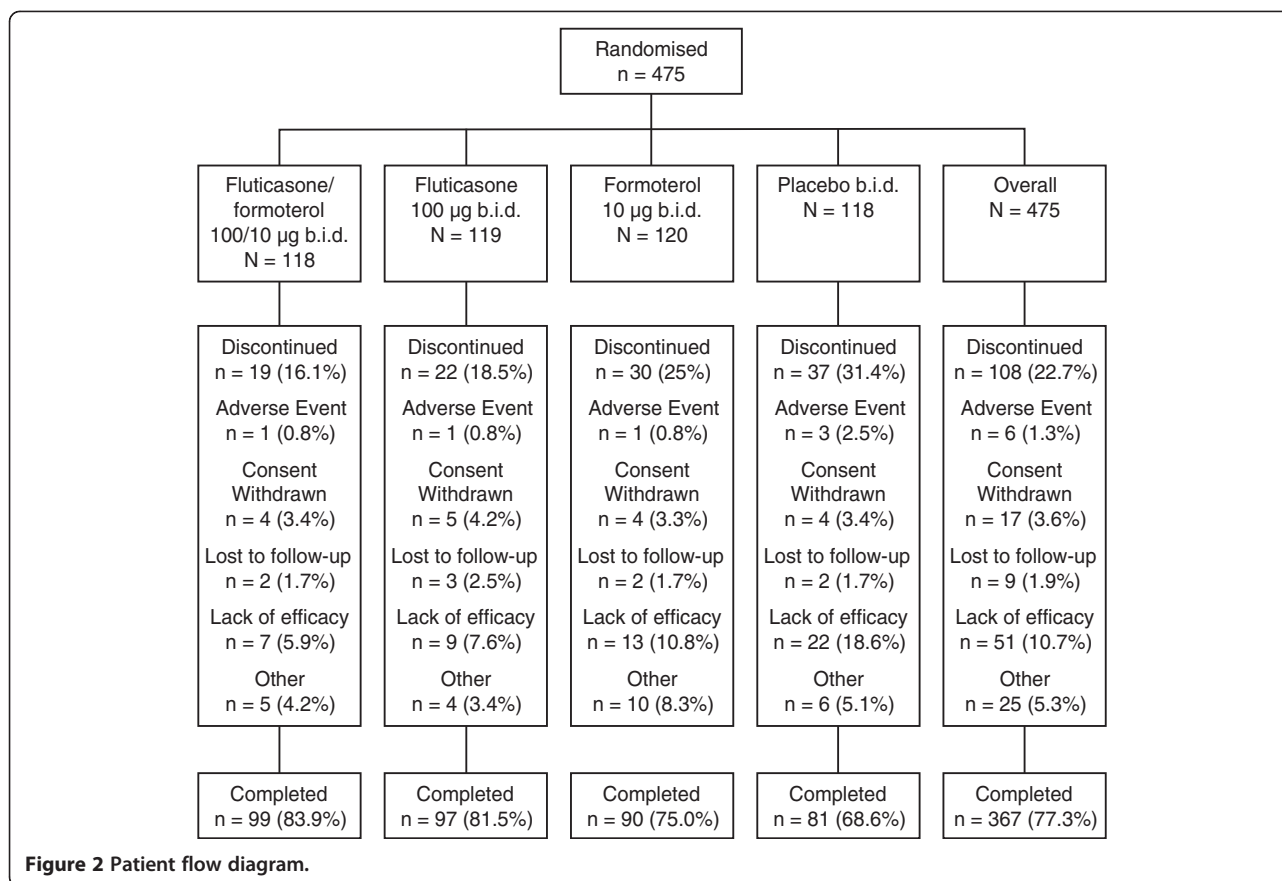 Randomised
n = 475
Fluticasone/
formoterol
100/10 µg b.i.d.
N = 118
Fluticasone
100 µg b.i.d.
N = 119
Formoterol
10 µg b.i.d.
N = 120
Placebo b.i.d.
N = 118
Overall
N = 475
Discontinued
n = 19 (16.1%)
Adverse Event
n = 1 (0.8%)
Consent
Withdrawn
n = 4 (3.4%)
Lost to follow-up
n = 2 (1.7%)
Lack of efficacy
n = 7 (5.9%)
Other
n = 5 (4.2%)
Discontinued
n = 22 (18.5%)
Adverse Event
n = 1 (0.8%)
Consent
Withdrawn
n = 5 (4.2%)
Lost to follow-up
n = 3 (2.5%)
Lack of efficacy
n = 9 (7.6%)
Other
n = 4 (3.4%)
Discontinued
n = 30 (25%)
Adverse Event
n = 1 (0.8%)
Consent
Withdrawn
n = 4 (3.3%)
Lost to follow-up
n = 2 (1.7%)
Lack of efficacy
n = 13 (10.8%)
Other
n = 10 (8.3%)
Discontinued
n = 37 (31.4%)
Adverse Event
n = 3 (2.5%)
Consent
Withdrawn
n = 4 (3.4%)
Lost to follow-up
n = 2 (1.7%)
Lack of efficacy
n = 22 (18.6%)
Other
n = 6 (5.1%)
Discontinued
n = 108 (22.7%)
Adverse Event
n = 6 (1.3%)
Consent
Withdrawn
n = 17 (3.6%)
Lost to follow-up
n = 9 (1.9%)
Lack of efficacy
n = 51 (10.7%)
Other
n = 25 (5.3%)
Completed
n = 99 (83.9%)
Completed
n = 97 (81.5%)
Completed
n = 90 (75.0%)
Completed
n = 81 (68.6%)
Completed
n = 367 (77.3%)
Figure 2 Patient flow diagram.